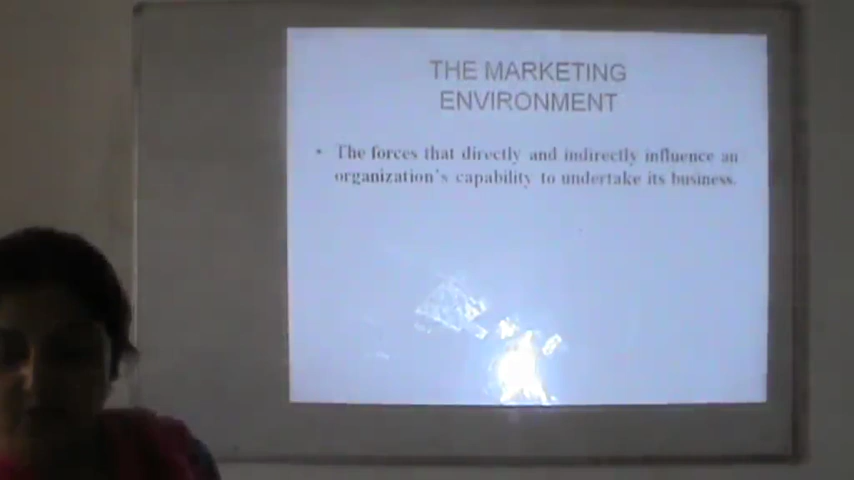 THE MARKETING
ENVIRONMENT
• The forces that directly and indirectly influence an
organization's capability to undertake its business.